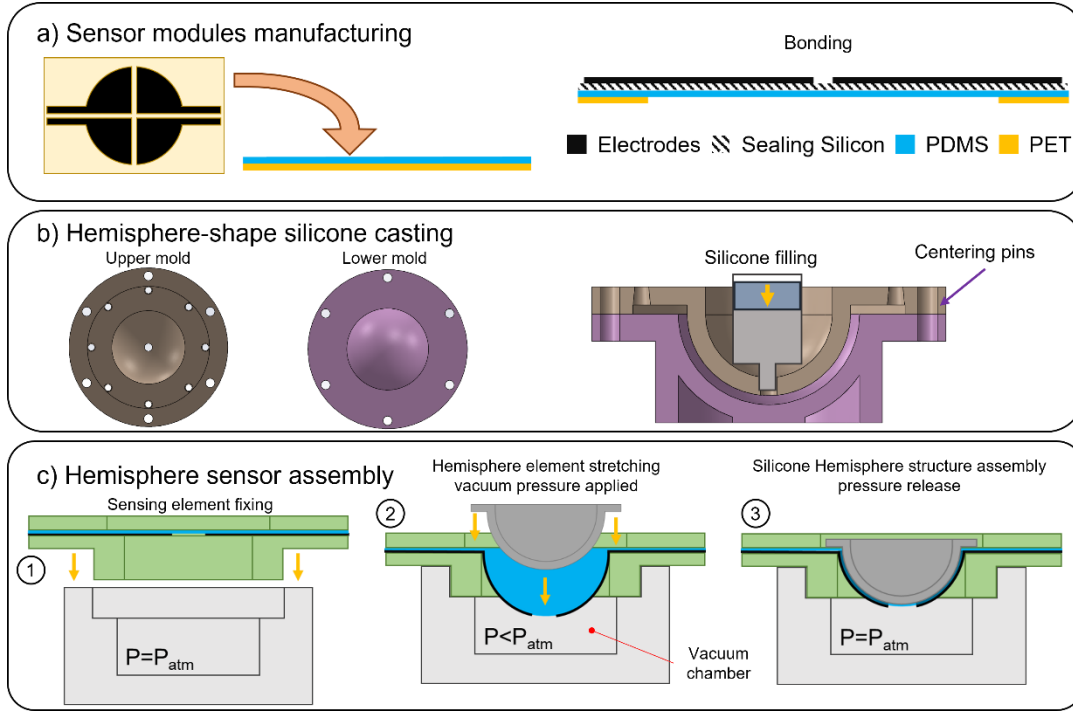 a) Sensor modules manufacturing
Bonding
Electrodes
Sealing Silicon
PDMS
PET
b) Hemisphere-shape silicone casting
Upper mold
Lower mold
Silicone filling
Centering pins
c) Hemisphere sensor assembly
Sensing element fixing
1
P=Patm
Hemisphere element stretching
vacuum pressure applied
2
P<Patm
Vacuum
chamber
Silicone Hemisphere structure assembly
pressure release
3
P=Patm